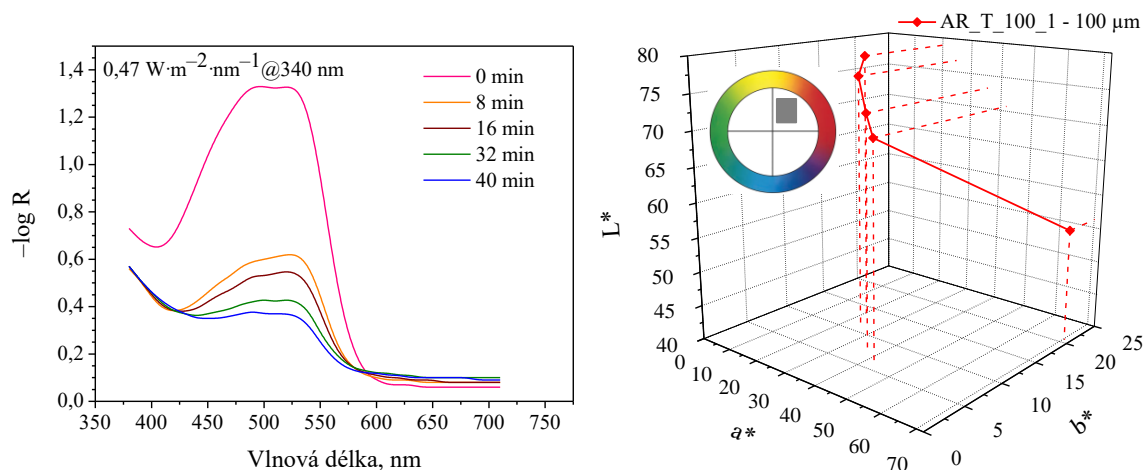 0,47 W·m⁻²·nm⁻¹@340 nm
0 min
8 min
16 min
32 min
40 min
1,4
1,2
1,0
0,8
0,6
0,4
0,2
0,0
–log R
350 400 450 500 550 600 650 700 750
Vlnová délka, nm
AR_T_100_1 - 100 μm
80
75
70
65
60
55
50
45
40
L*
0 10 20 30 40 50 60 70
a*
0 5 10 15 20 25
b*